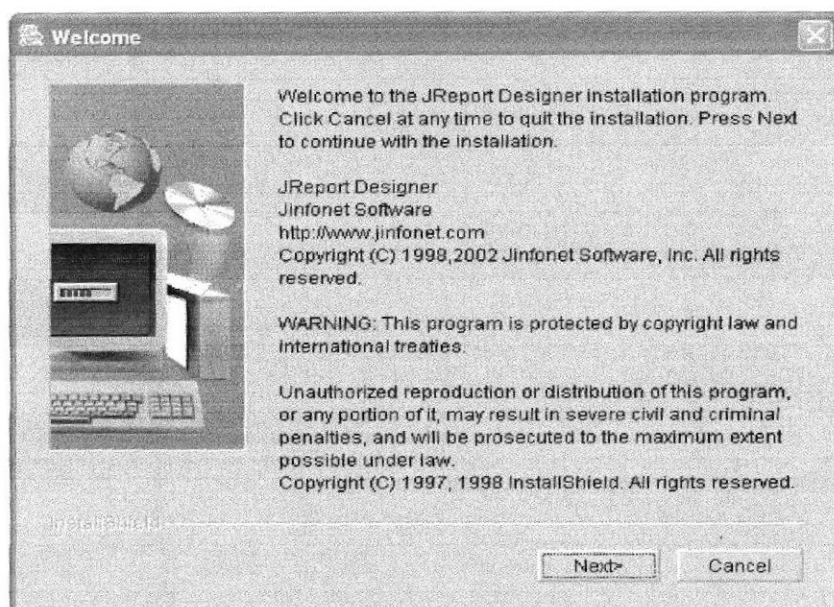 Welcome
Welcome to the JReport Designer installation program.
Click Cancel at any time to quit the installation. Press Next
to continue with the installation.
JReport Designer
Jinfonet Software
http://www.jinfonet.com
Copyright (C) 1998,2002 Jinfonet Software, Inc. All rights
reserved.
WARNING: This program is protected by copyright law and
international treaties.
Unauthorized reproduction or distribution of this program,
or any portion of it, may result in severe civil and criminal
penalties, and will be prosecuted to the maximum extent
possible under law.
Copyright (C) 1997, 1998 InstallShield. All rights reserved.
InstallShield
Next>
Cancel